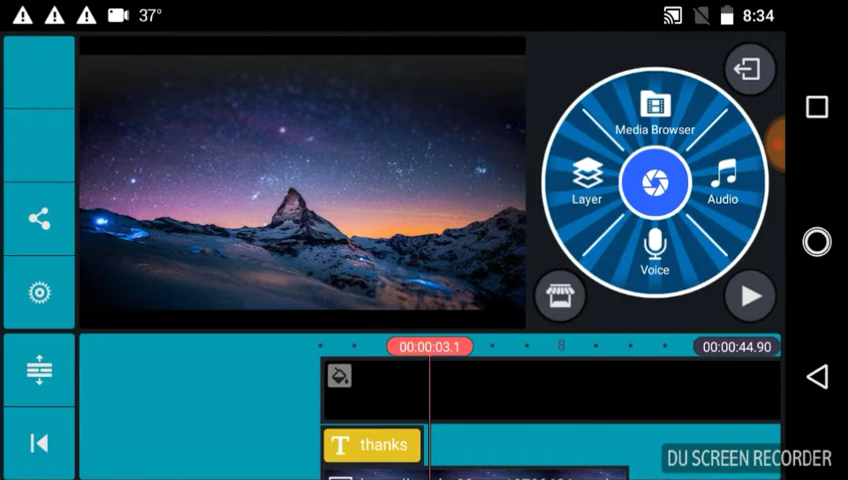 37°
8:34
Media Browser
Layer
Audio
Voice
00:00:03.1
8
00:00:44.90
T thanks
DU SCREEN RECORDER